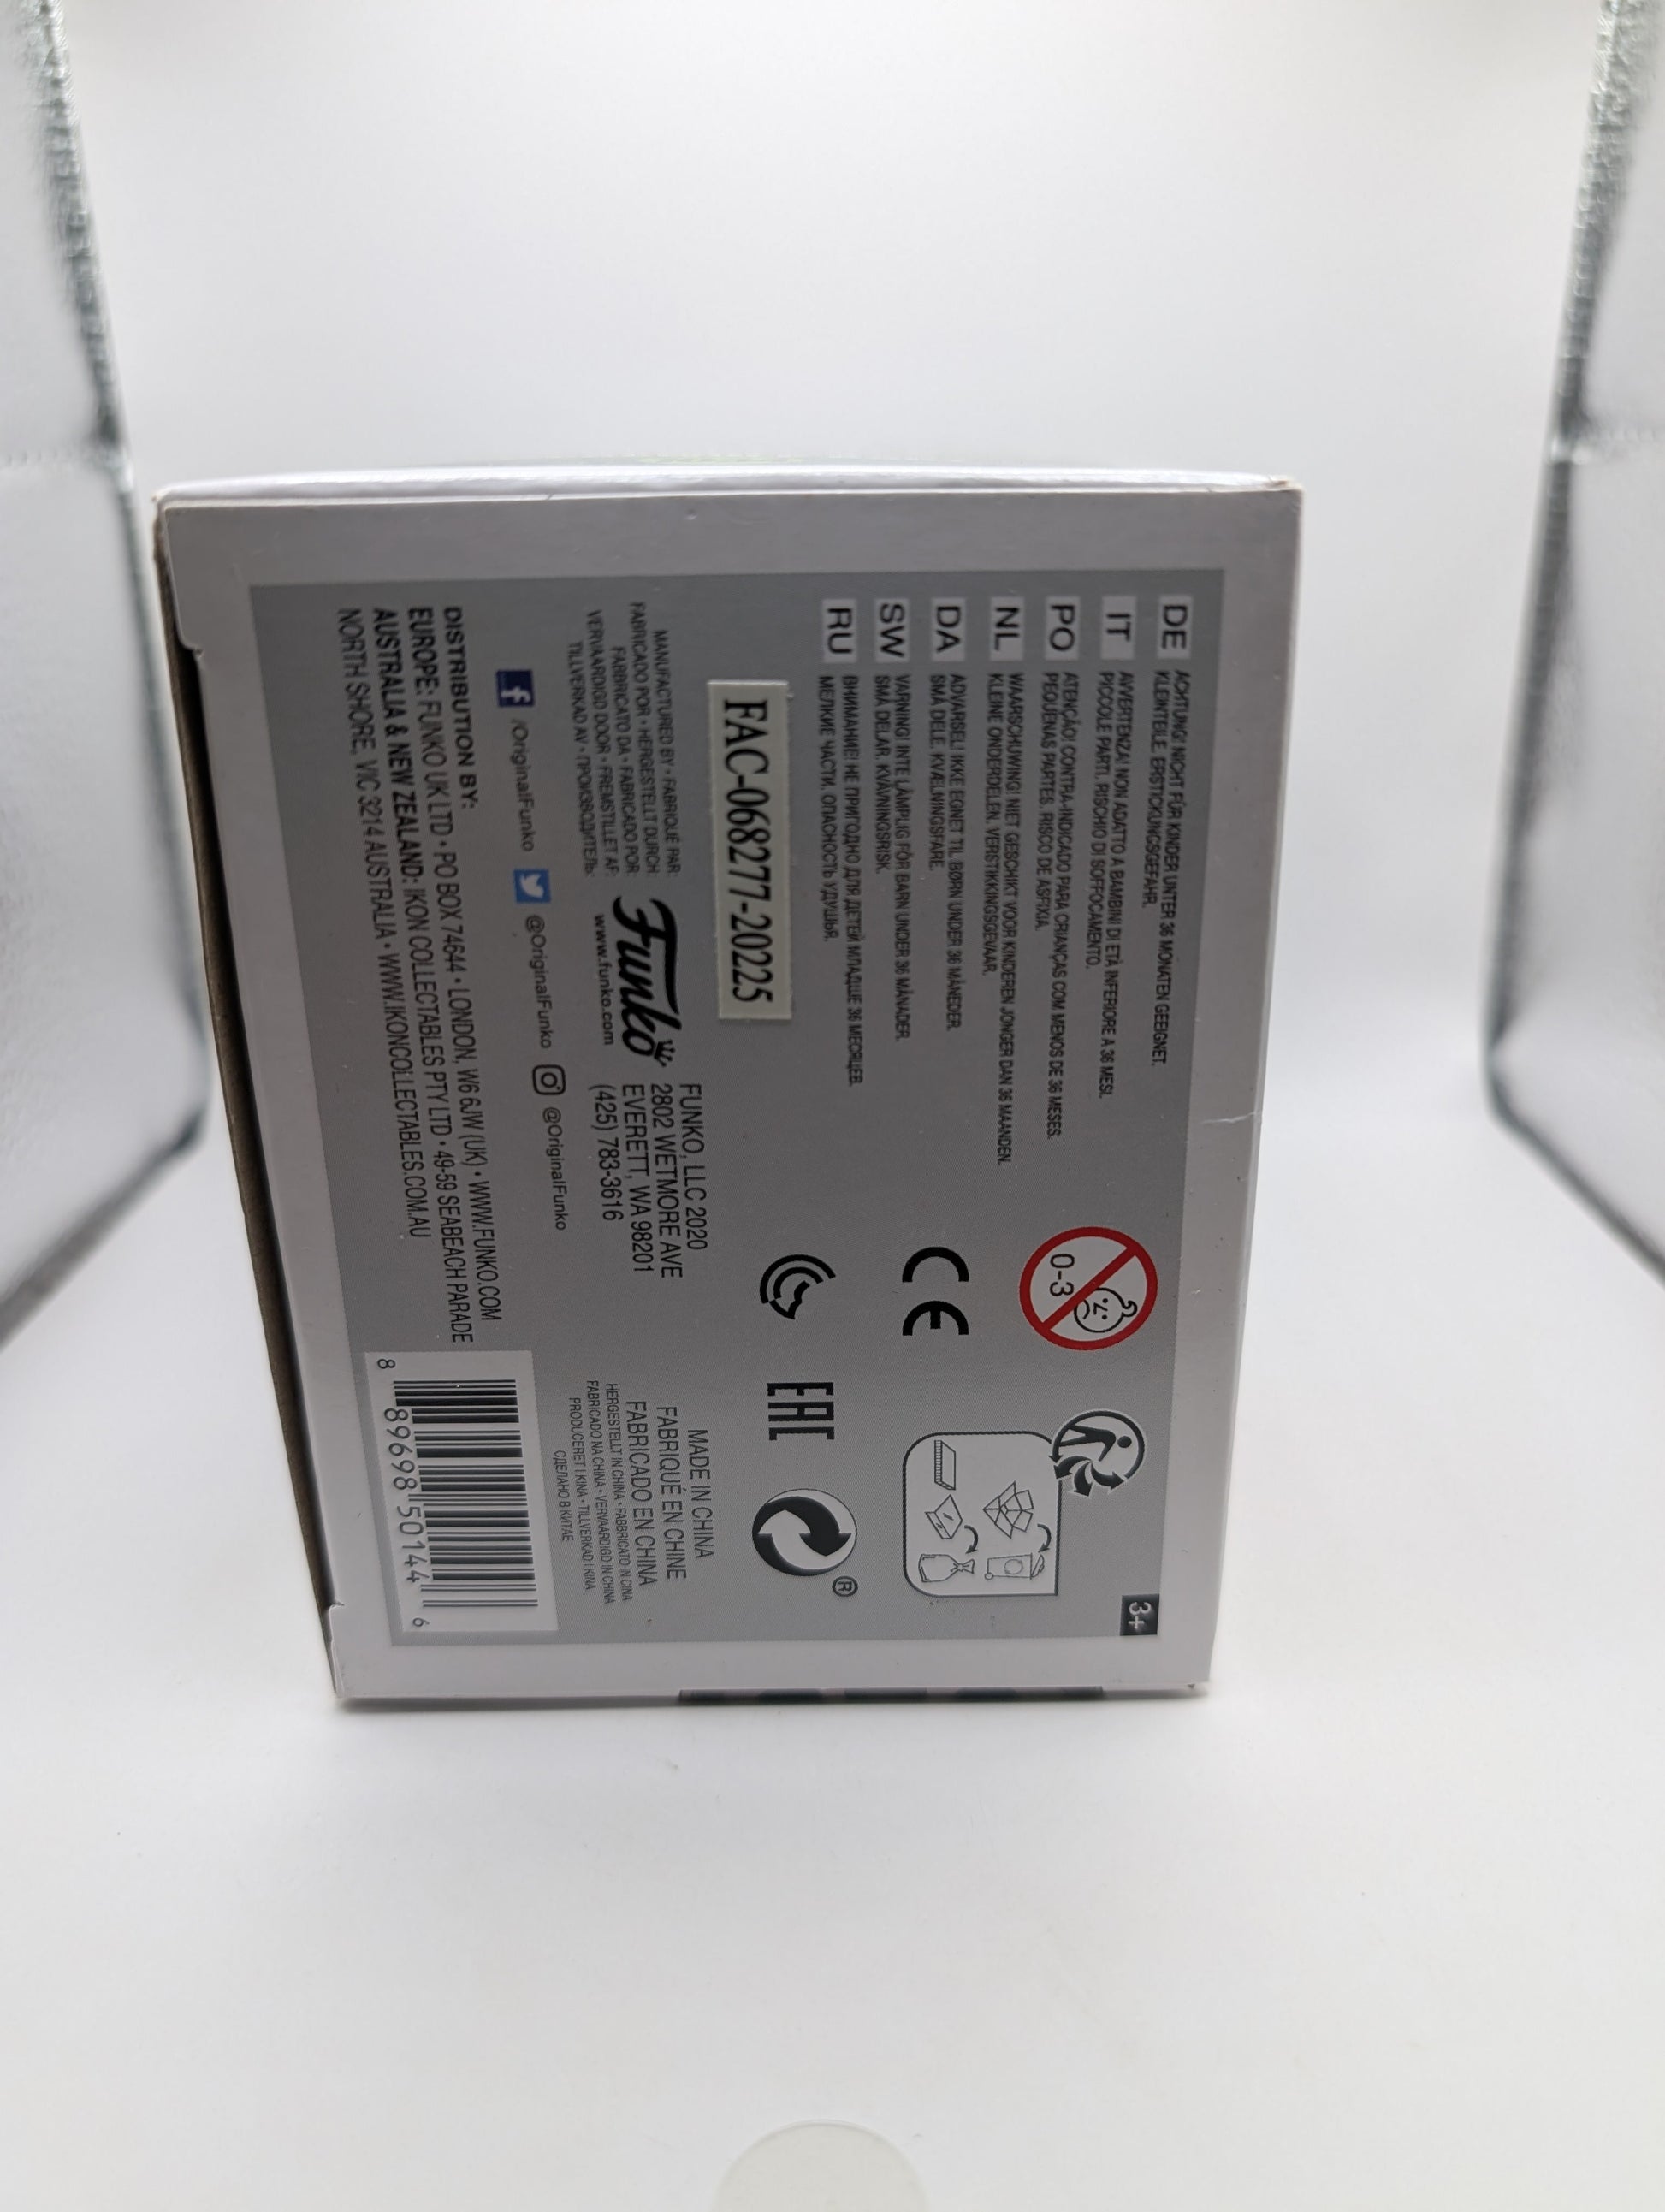 3+
DE ACHTUNG! NICHT FÜR KINDER UNTER 36 MONATEN GEEIGNET.
KLEINTEILE. ERSTICKUNGSGEFAHR.
IT AVVERTENZA! NON ADATTO A BAMBINI DI ETÀ INFERIORE A 36 MESI.
PICCOLE PARTI. RISCHIO DI SOFFOCAMENTO.
PO ATENÇÃO! CONTRA-INDICADO PARA CRIANÇAS COM MENOS DE 36 MESES.
PEQUENAS PARTES. RISCO DE ASFIXIA.
NL WAARSCHUWING! NIET GESCHIKT VOOR KINDEREN JONGER DAN 36 MAANDEN.
KLEINE ONDERDELEN. VERSTIKKINGSGEVAAR.
DA ADVARSEL! IKKE EGNET TIL BØRN UNDER 36 MÅNEDER.
SMÅ DELE. KVÆLNINGSFARE.
SW VARNING! INTE LÄMPLIG FÖR BARN UNDER 36 MÅNADER.
SMÅ DELAR. KVÄVNINGSRISK.
RU ВНИМАНИЕ! НЕ ПРИГОДНО ДЛЯ ДЕТЕЙ МЛАДШЕ 36 МЕСЯЦЕВ.
МЕЛКИЕ ЧАСТИ. ОПАСНОСТЬ УДУШЬЯ.
0-3
CE
EAC
®
FAC-068277-20225
MANUFACTURED BY • FABRIQUÉ PAR:
FABRICADO POR • HERGESTELLT DURCH:
FABBRICATO DA • FABRICADO POR:
VERVAARDIGD DOOR • FREMSTILLET AF:
TILLVERKAD AV • ПРОИЗВОДИТЕЛЬ:
Funko
www.funko.com
FUNKO, LLC 2020
2802 WETMORE AVE
EVERETT, WA 98201
(425) 783-3616
MADE IN CHINA
FABRIQUÉ EN CHINE
FABRICADO EN CHINA
HERGESTELLT IN CHINA • FABBRICATO IN CINA
FABRICADO NA CHINA • VERVAARDIGD IN CHINA
PRODUCERET I KINA • TILLVERKAD I KINA
СДЕЛАНО В КИТАЕ
/OriginalFunko @OriginalFunko @OriginalFunko
DISTRIBUTION BY:
EUROPE: FUNKO UK LTD • PO BOX 74644 • LONDON, W6 6JW (UK) • WWW.FUNKO.COM
AUSTRALIA & NEW ZEALAND: IKON COLLECTABLES PTY LTD • 49-59 SEABEACH PARADE
NORTH SHORE, VIC 3214 AUSTRALIA • WWW.IKONCOLLECTABLES.COM.AU
8 89698 50144 6